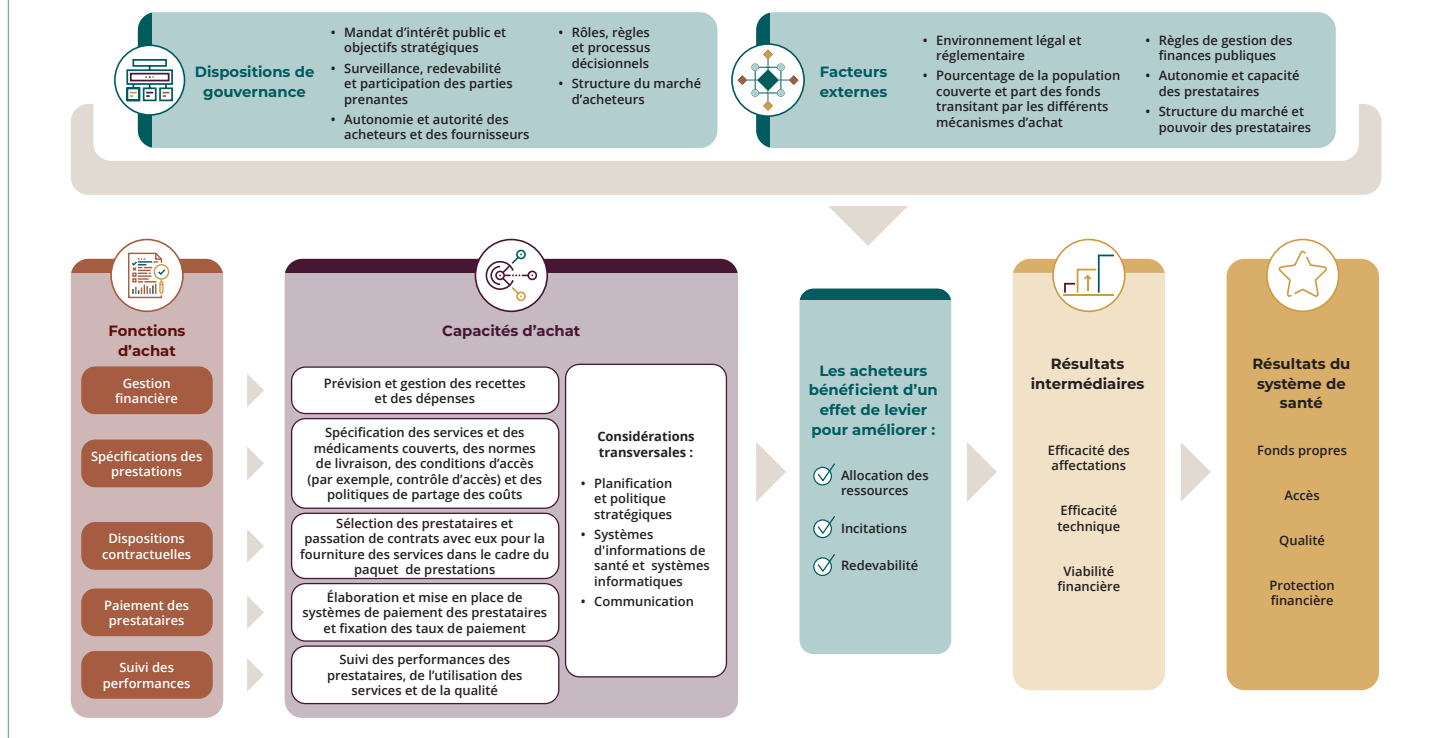 Dispositions de
gouvernance
• Mandat d'intérêt public et
objectifs stratégiques
• Surveillance, redevabilité
et participation des parties
prenantes
• Autonomie et autorité des
acheteurs et des fournisseurs
• Rôles, règles
et processus
décisionnels
• Structure du marché
d'acheteurs
Facteurs
externes
• Environnement légal et
réglementaire
• Pourcentage de la population
couverte et part des fonds
transitant par les différents
mécanismes d'achat
• Règles de gestion des
finances publiques
• Autonomie et capacité
des prestataires
• Structure du marché et
pouvoir des prestataires
Fonctions
d'achat
Gestion
financière
Spécifications des
prestations
Dispositions
contractuelles
Paiement des
prestataires
Suivi des
performances
Capacités d'achat
Prévision et gestion des recettes
et des dépenses
Spécification des services et des
médicaments couverts, des normes
de livraison, des conditions d'accès
(par exemple, contrôle d'accès) et des
politiques de partage des coûts
Sélection des prestataires et
passation de contrats avec eux pour la
fourniture des services dans le cadre du
paquet de prestations
Élaboration et mise en place de
systèmes de paiement des prestataires
et fixation des taux de paiement
Suivi des performances des
prestataires, de l'utilisation des
services et de la qualité
Considérations
transversales :
• Planification
et politique
stratégiques
• Systèmes
d'informations de
santé et systèmes
informatiques
• Communication
Les acheteurs
bénéficient d'un
effet de levier
pour améliorer :
Allocation des
ressources
Incitations
Redevabilité
Résultats
intermédiaires
Efficacité des
affectations
Efficacité
technique
Viabilité
financière
Résultats du
système de
santé
Fonds propres
Accès
Qualité
Protection
financière